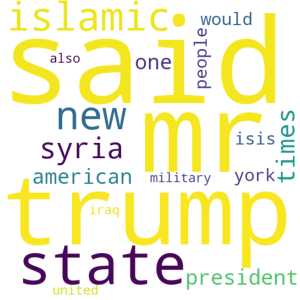 islamic would
said
also one people
new mr isis times
syria
american military york
trump
iraq
state president
united